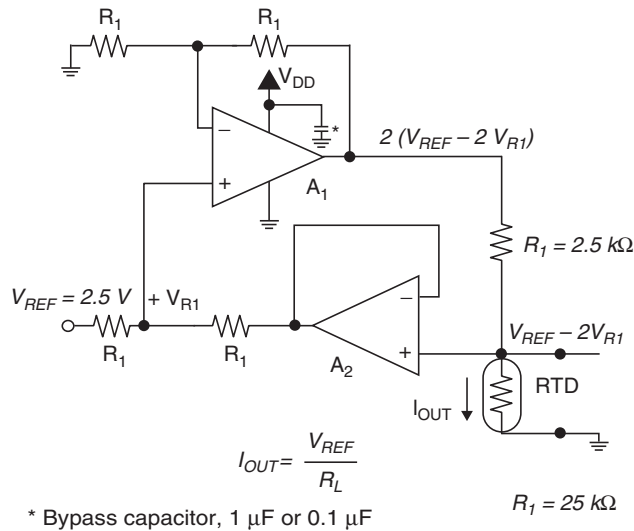 R1
R1
VDD
*
2 (VREF – 2 VR1)
–
+
A1
R1 = 2.5 kΩ
VREF = 2.5 V
+ VR1
R1
R1
–
+
A2
VREF – 2VR1
RTD
IOUT
IOUT = VREF / RL
R1 = 25 kΩ
* Bypass capacitor, 1 μF or 0.1 μF